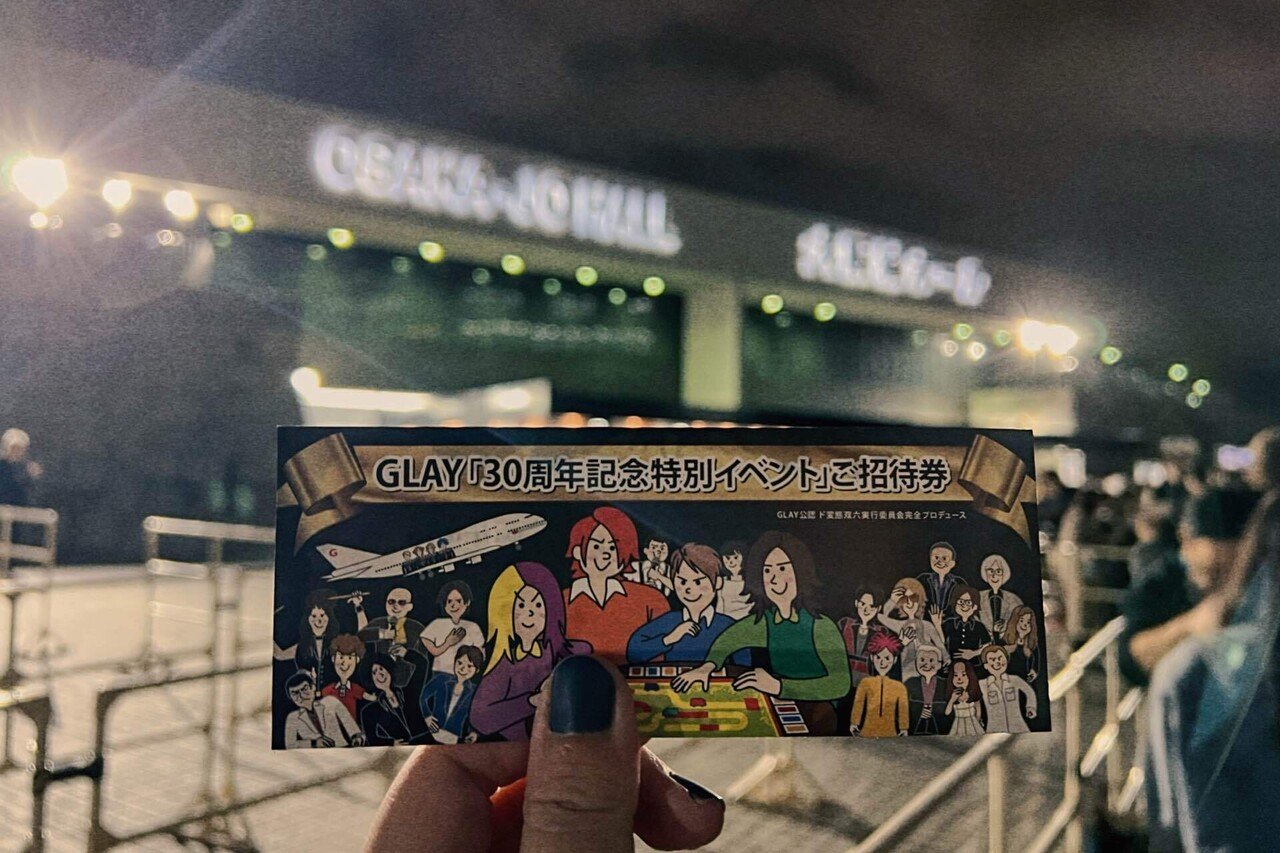 OSAKA-JO HALL
大阪城ホール
GLAY「30周年記念特別イベント」ご招待券
GLAY公認 ド変態双六実行委員会完全プロデュース
G